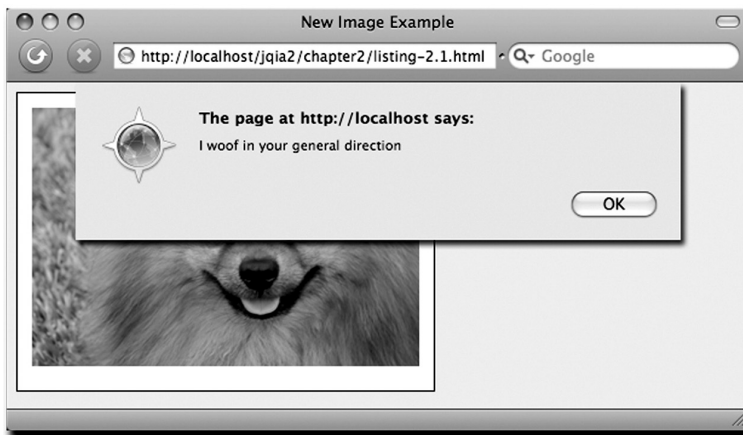 New Image Example
http://localhost/jqia2/chapter2/listing-2.1.html
Google
The page at http://localhost says:
I woof in your general direction
OK